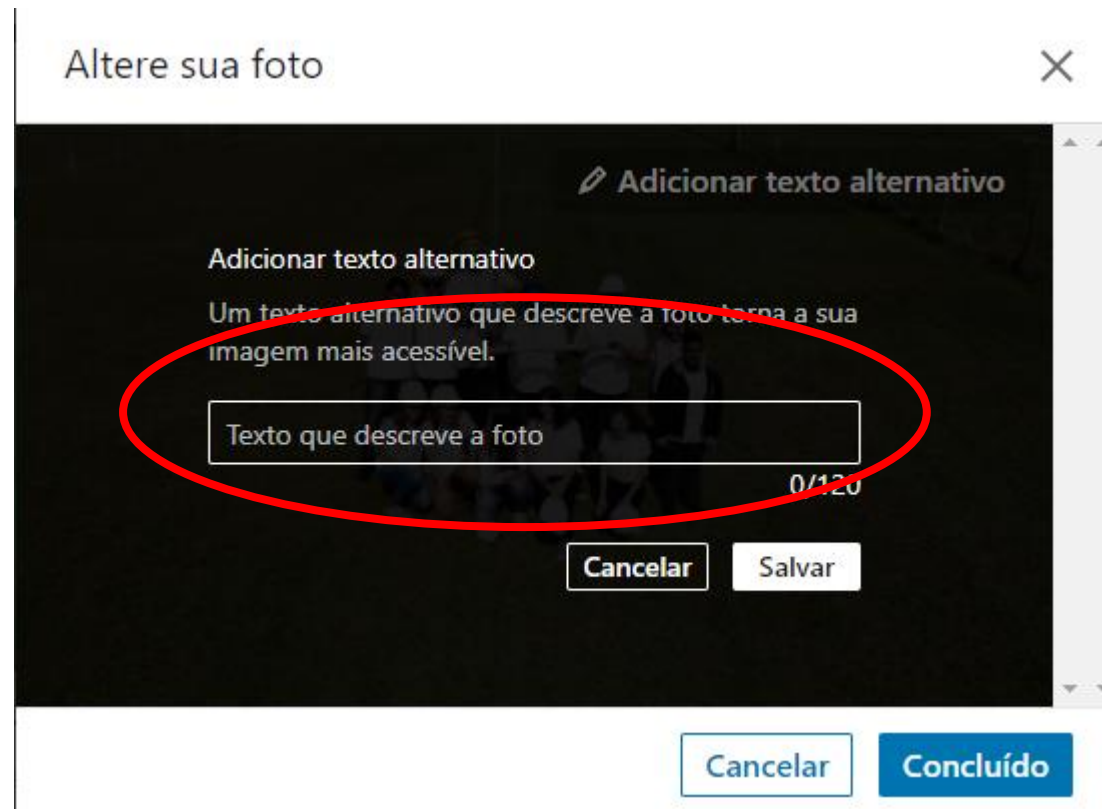 Altere sua foto
Adicionar texto alternativo
Adicionar texto alternativo
Um texto alternativo que descreve a foto torna a sua
imagem mais acessível.
Texto que descreve a foto
0/120
Cancelar Salvar
Cancelar Concluído